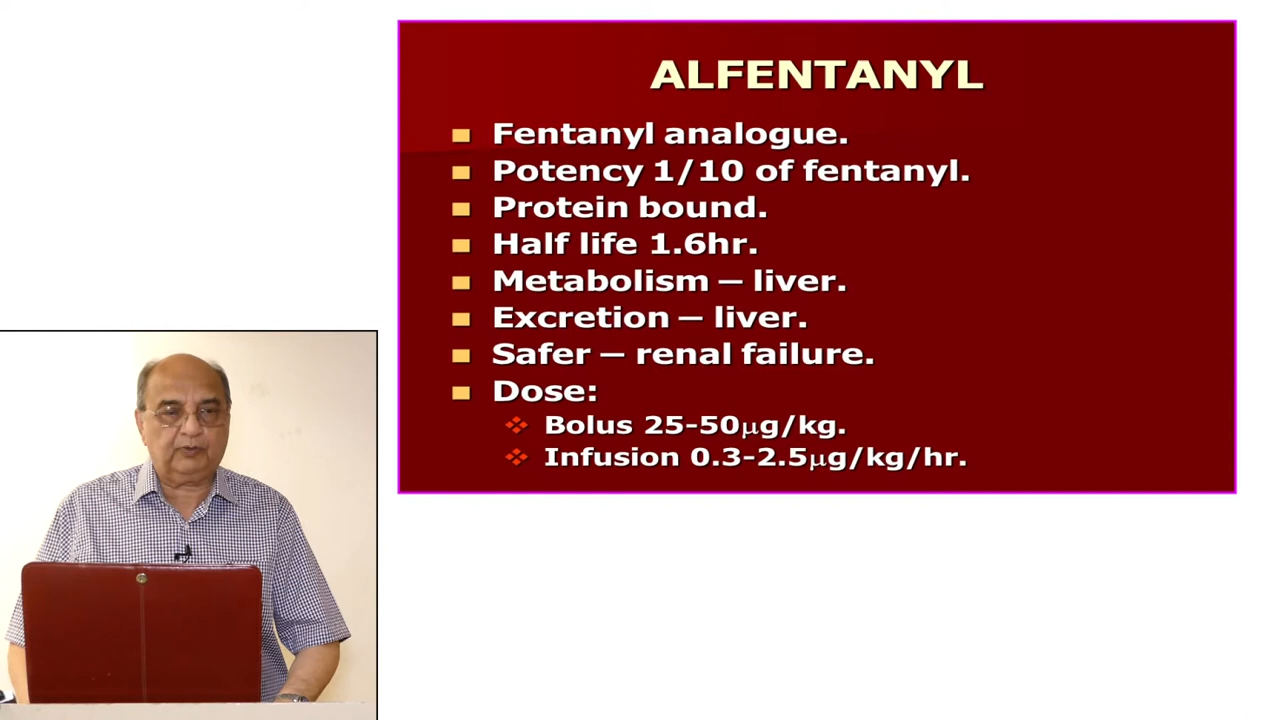 ALFENTANYL
Fentanyl analogue.
Potency 1/10 of fentanyl.
Protein bound.
Half life 1.6hr.
Metabolism – liver.
Excretion – liver.
Safer – renal failure.
Dose:
Bolus 25-50μg/kg.
Infusion 0.3-2.5μg/kg/hr.